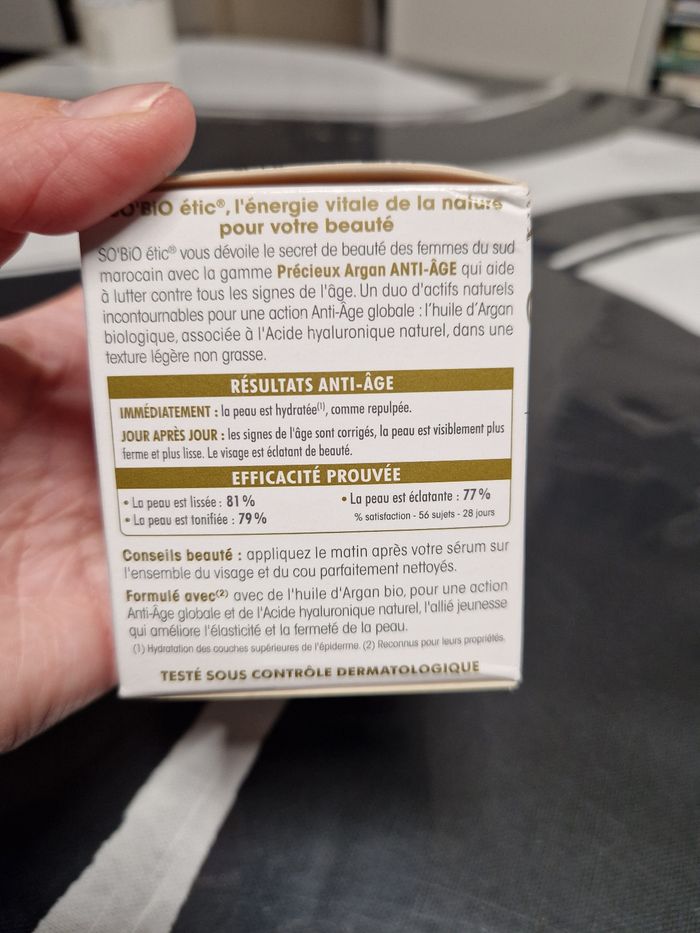 SO'BiO étic®, l'énergie vitale de la nature
pour votre beauté
SO'BiO étic® vous dévoile le secret de beauté des femmes du sud
marocain avec la gamme Précieux Argan ANTI-ÂGE qui aide
à lutter contre tous les signes de l'âge. Un duo d'actifs naturels
incontournables pour une action Anti-Âge globale : l'huile d'Argan
biologique, associée à l'Acide hyaluronique naturel, dans une
texture légère non grasse.
RÉSULTATS ANTI-ÂGE
IMMÉDIATEMENT : la peau est hydratée⁽¹⁾, comme repulpée.
JOUR APRÈS JOUR : les signes de l'âge sont corrigés, la peau est visiblement plus
ferme et plus lisse. Le visage est éclatant de beauté.
EFFICACITÉ PROUVÉE
• La peau est lissée : 81 % • La peau est éclatante : 77 %
• La peau est tonifiée : 79 % % satisfaction - 56 sujets - 28 jours
Conseils beauté : appliquez le matin après votre sérum sur
l'ensemble du visage et du cou parfaitement nettoyés.
Formulé avec⁽²⁾ avec de l'huile d'Argan bio, pour une action
Anti-Âge globale et de l'Acide hyaluronique naturel, l'allié jeunesse
qui améliore l'élasticité et la fermeté de la peau.
(1) Hydratation des couches supérieures de l'épiderme. (2) Reconnus pour leurs propriétés.
TESTÉ SOUS CONTRÔLE DERMATOLOGIQUE